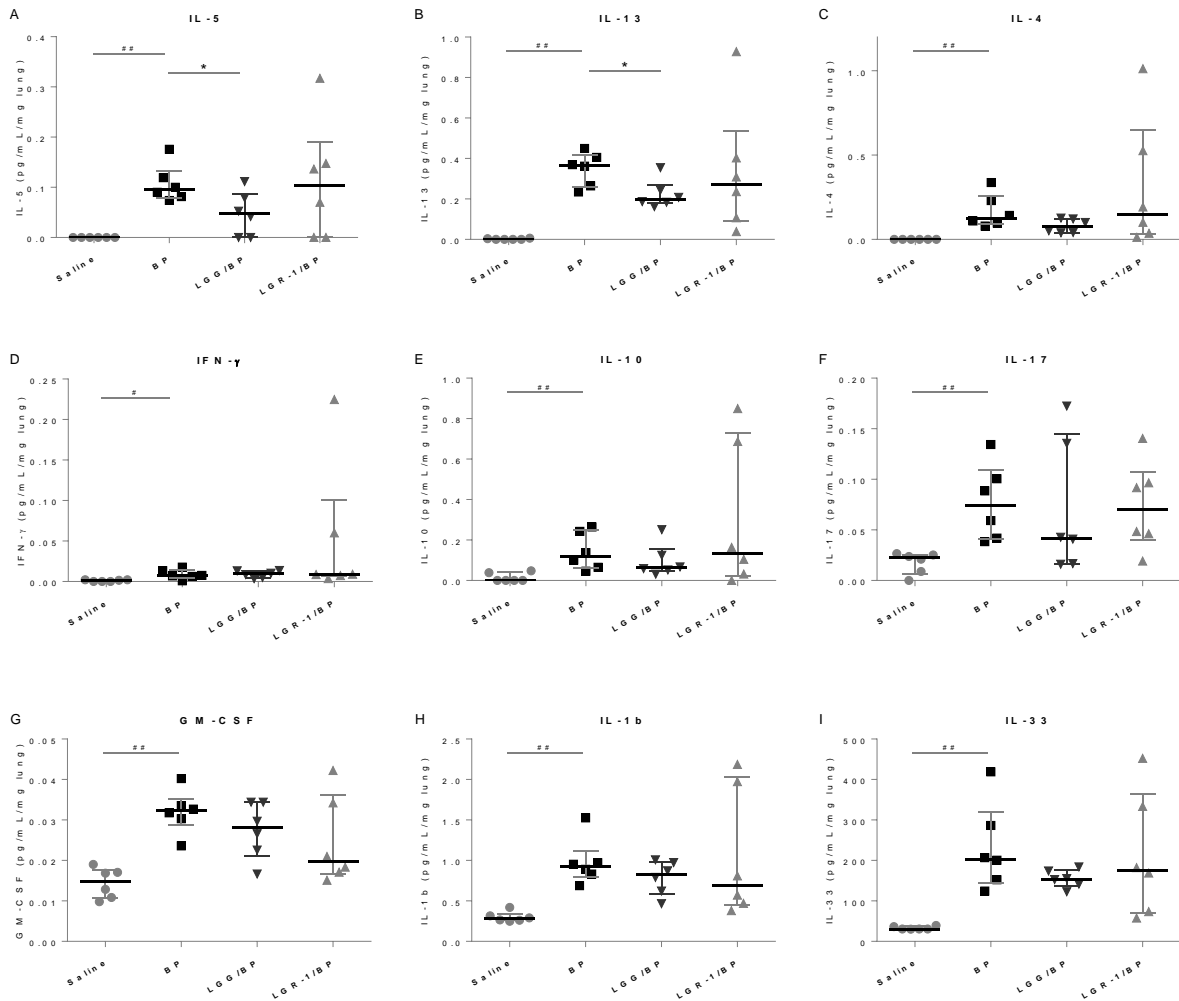 A
IL-5
IL-5 (pg/mL/mg lung)
0.4
0.3
0.2
0.1
0.0
##
*
Saline
BP
LGG/BP
LGR-1/BP
B
IL-13
IL-13 (pg/mL/mg lung)
1.0
0.8
0.6
0.4
0.2
0.0
##
*
Saline
BP
LGG/BP
LGR-1/BP
C
IL-4
IL-4 (pg/mL/mg lung)
1.0
0.5
0.0
##
Saline
BP
LGG/BP
LGR-1/BP
D
IFN-γ
IFN-γ (pg/mL/mg lung)
0.25
0.20
0.15
0.10
0.05
0.00
#
Saline
BP
LGG/BP
LGR-1/BP
E
IL-10
IL-10 (pg/mL/mg lung)
1.0
0.8
0.6
0.4
0.2
0.0
##
Saline
BP
LGG/BP
LGR-1/BP
F
IL-17
IL-17 (pg/mL/mg lung)
0.20
0.15
0.10
0.05
0.00
##
Saline
BP
LGG/BP
LGR-1/BP
G
GM-CSF
GM-CSF (pg/mL/mg lung)
0.05
0.04
0.03
0.02
0.01
0.00
##
Saline
BP
LGG/BP
LGR-1/BP
H
IL-1b
IL-1b (pg/mL/mg lung)
2.5
2.0
1.5
1.0
0.5
0.0
##
Saline
BP
LGG/BP
LGR-1/BP
I
IL-33
IL-33 (pg/mL/mg lung)
500
400
300
200
100
0
##
Saline
BP
LGG/BP
LGR-1/BP